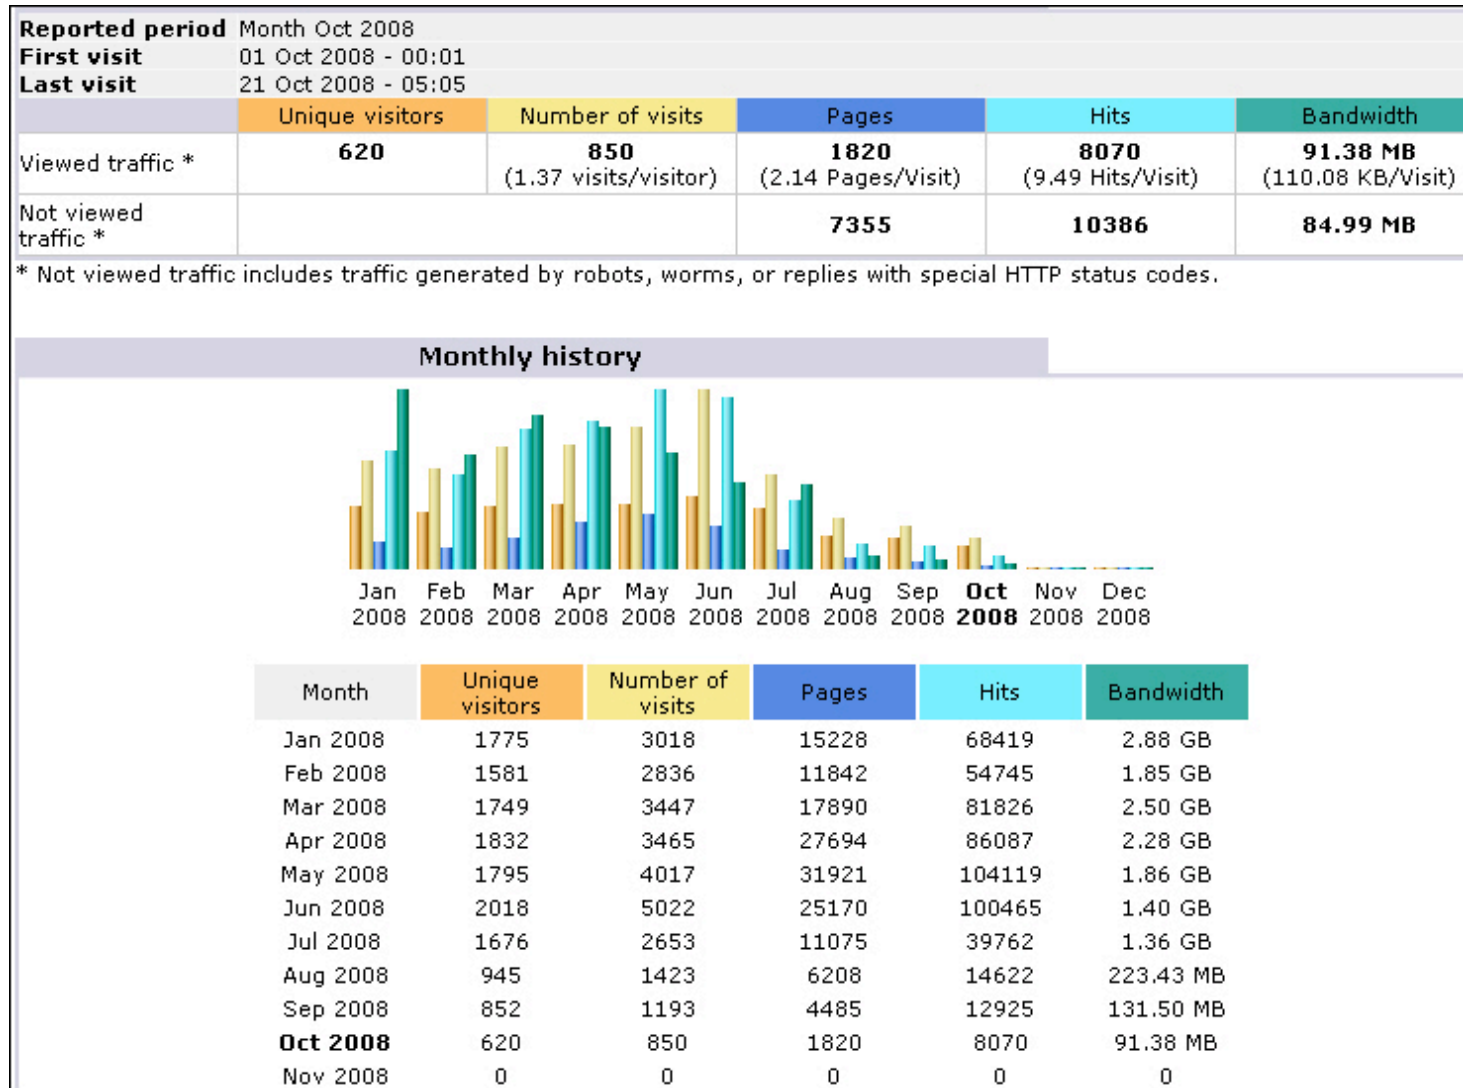 Reported period Month Oct 2008
First visit 01 Oct 2008 - 00:01
Last visit 21 Oct 2008 - 05:05
Unique visitors Number of visits Pages Hits Bandwidth
Viewed traffic * 620 850 1820 8070 91.38 MB
(1.37 visits/visitor) (2.14 Pages/Visit) (9.49 Hits/Visit) (110.08 KB/Visit)
Not viewed
traffic * 7355 10386 84.99 MB
* Not viewed traffic includes traffic generated by robots, worms, or replies with special HTTP status codes.
Monthly history
Jan Feb Mar Apr May Jun Jul Aug Sep Oct Nov Dec
2008 2008 2008 2008 2008 2008 2008 2008 2008 2008 2008 2008
Month Unique visitors Number of visits Pages Hits Bandwidth
Jan 2008 1775 3018 15228 68419 2.88 GB
Feb 2008 1581 2836 11842 54745 1.85 GB
Mar 2008 1749 3447 17890 81826 2.50 GB
Apr 2008 1832 3465 27694 86087 2.28 GB
May 2008 1795 4017 31921 104119 1.86 GB
Jun 2008 2018 5022 25170 100465 1.40 GB
Jul 2008 1676 2653 11075 39762 1.36 GB
Aug 2008 945 1423 6208 14622 223.43 MB
Sep 2008 852 1193 4485 12925 131.50 MB
Oct 2008 620 850 1820 8070 91.38 MB
Nov 2008 0 0 0 0 0